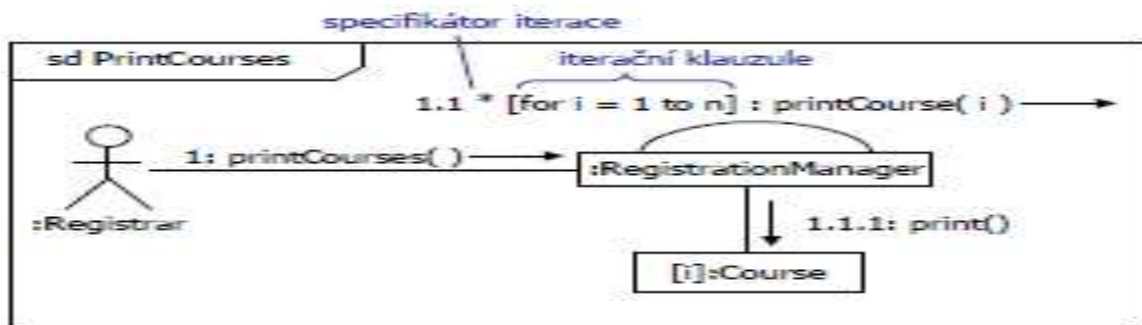 specifikátor iterace
sd PrintCourses
iterační klauzule
1.1 * [for i = 1 to n] : printCourse( i )
1: printCourses( )
:RegistrationManager
:Registrar
1.1.1: print()
[i]:Course